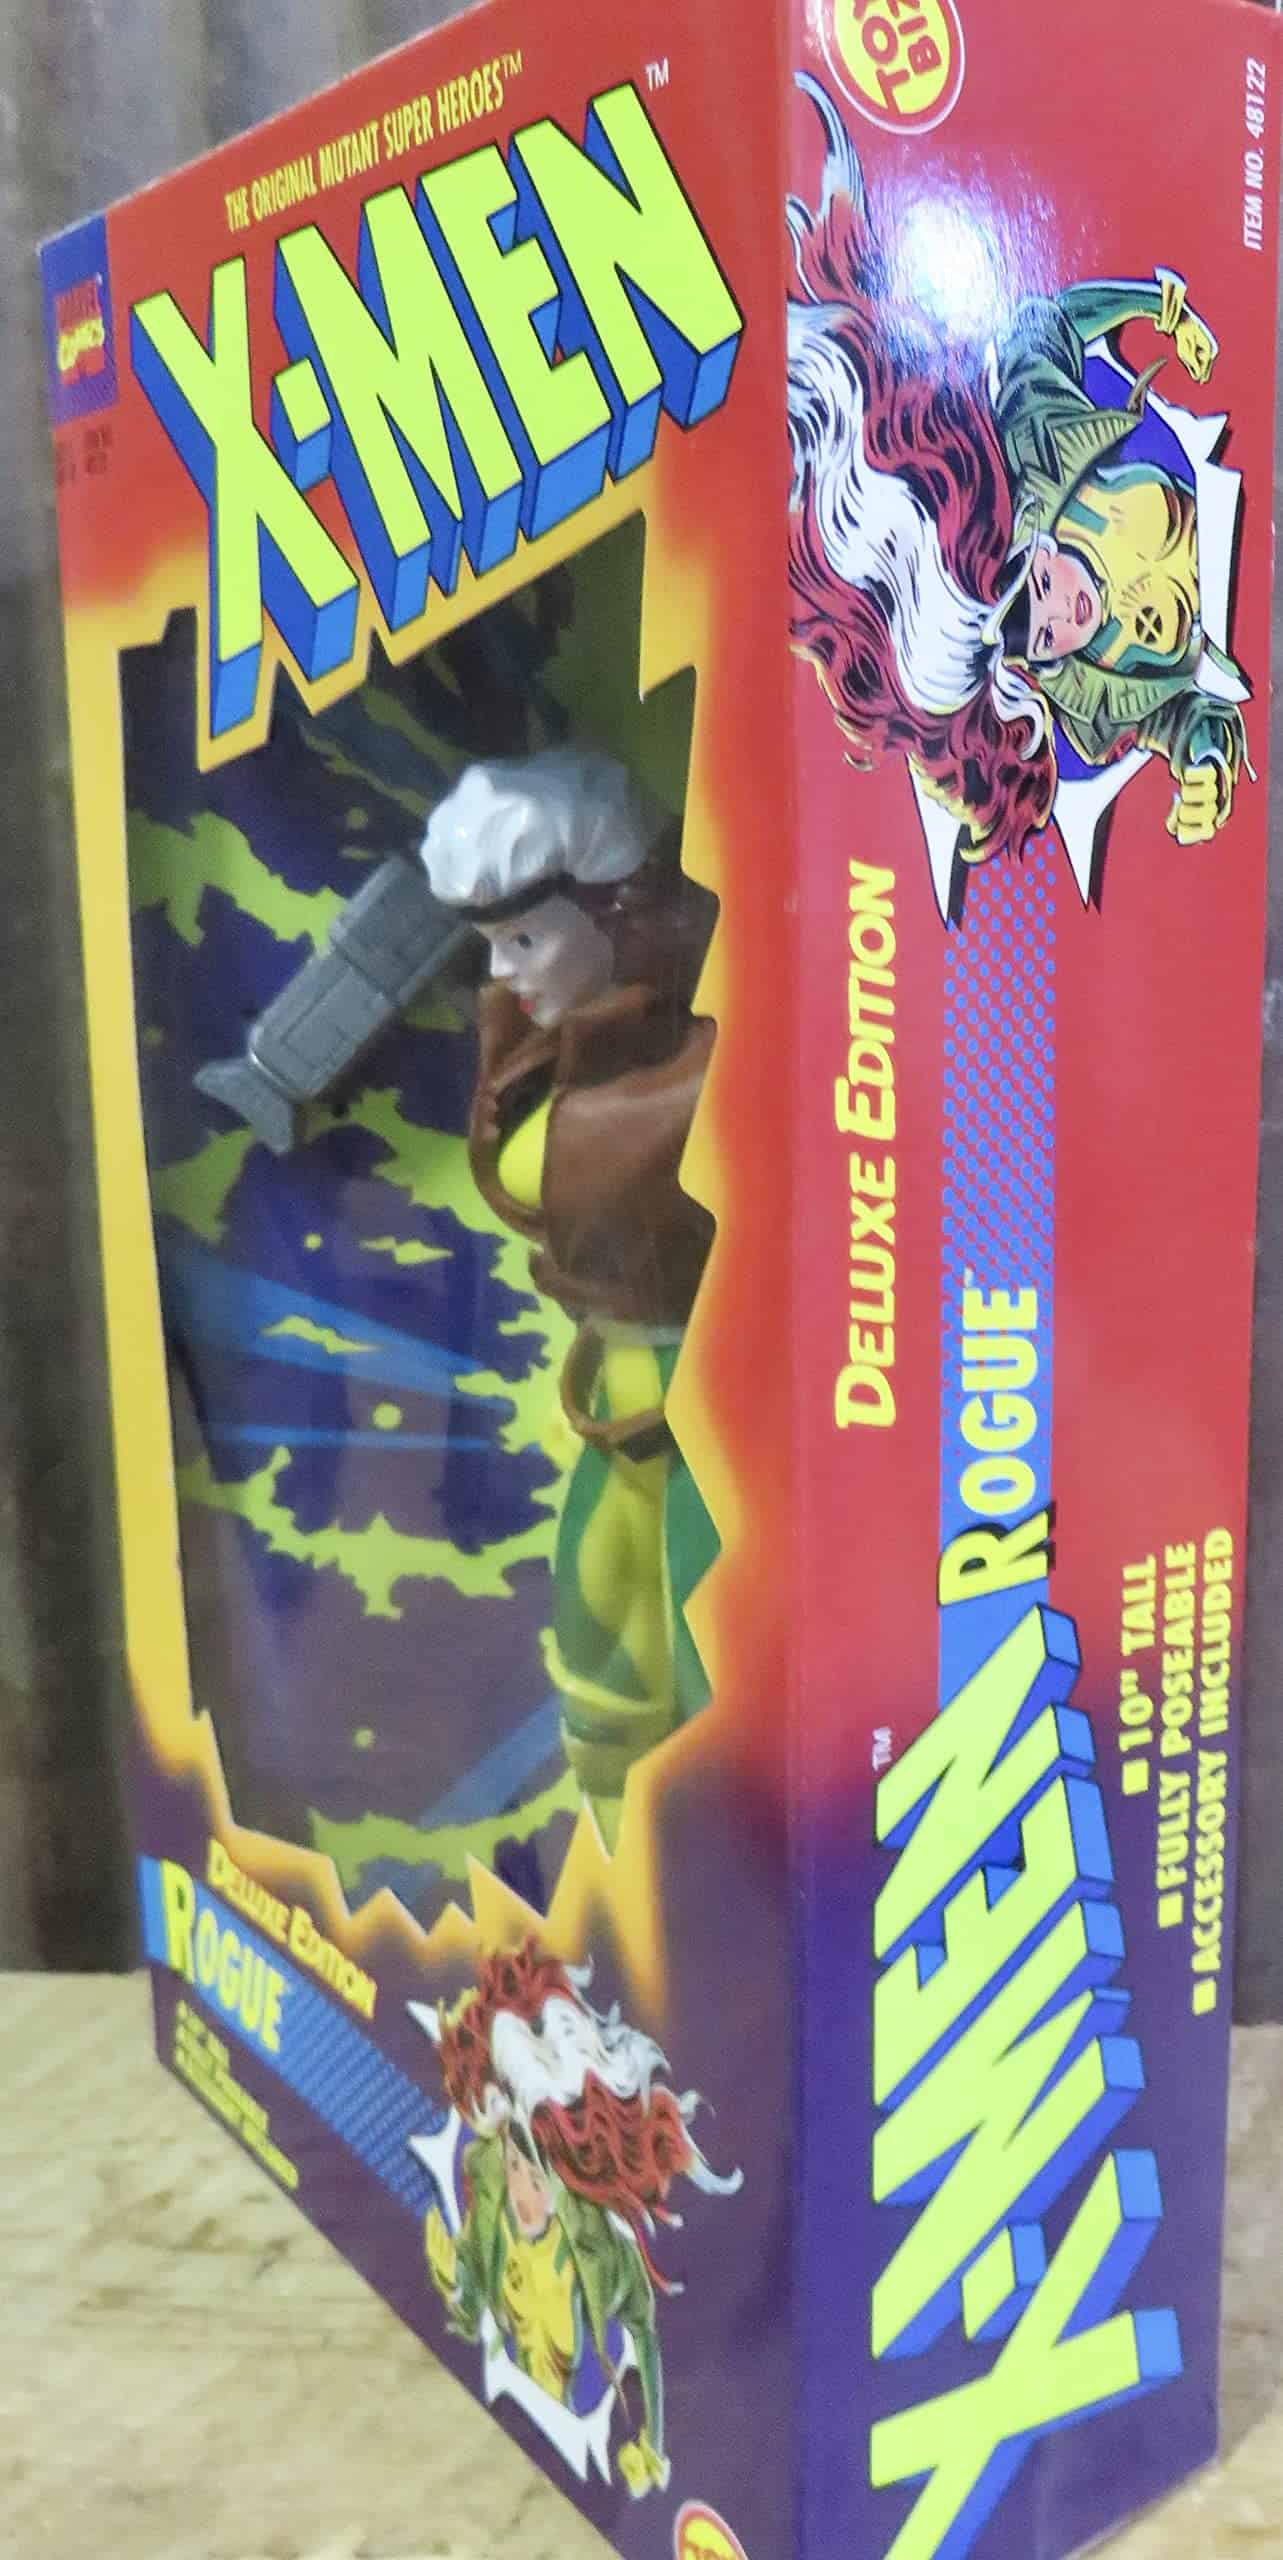 THE ORIGINAL MUTANT SUPER HEROES™
X-MEN™
MARVEL
COMICS
DELUXE EDITION
ROGUE
TOY
BIZ
ITEM NO. 48122
DELUXE EDITION
X-MEN™ ROGUE™
■ 10" TALL
■ FULLY POSEABLE
■ ACCESSORY INCLUDED